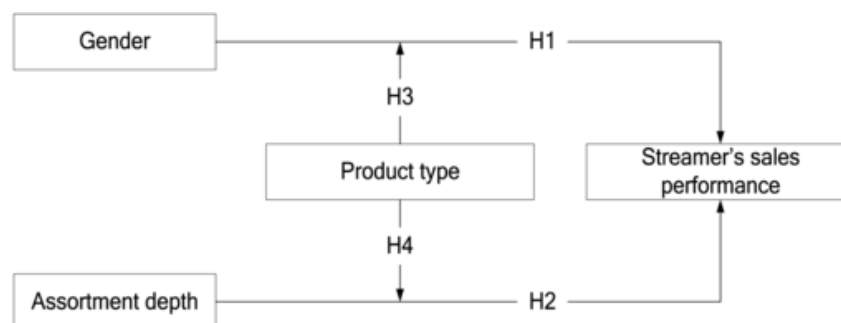 Gender
H1
H3
Product type
Streamer's sales
performance
H4
Assortment depth
H2